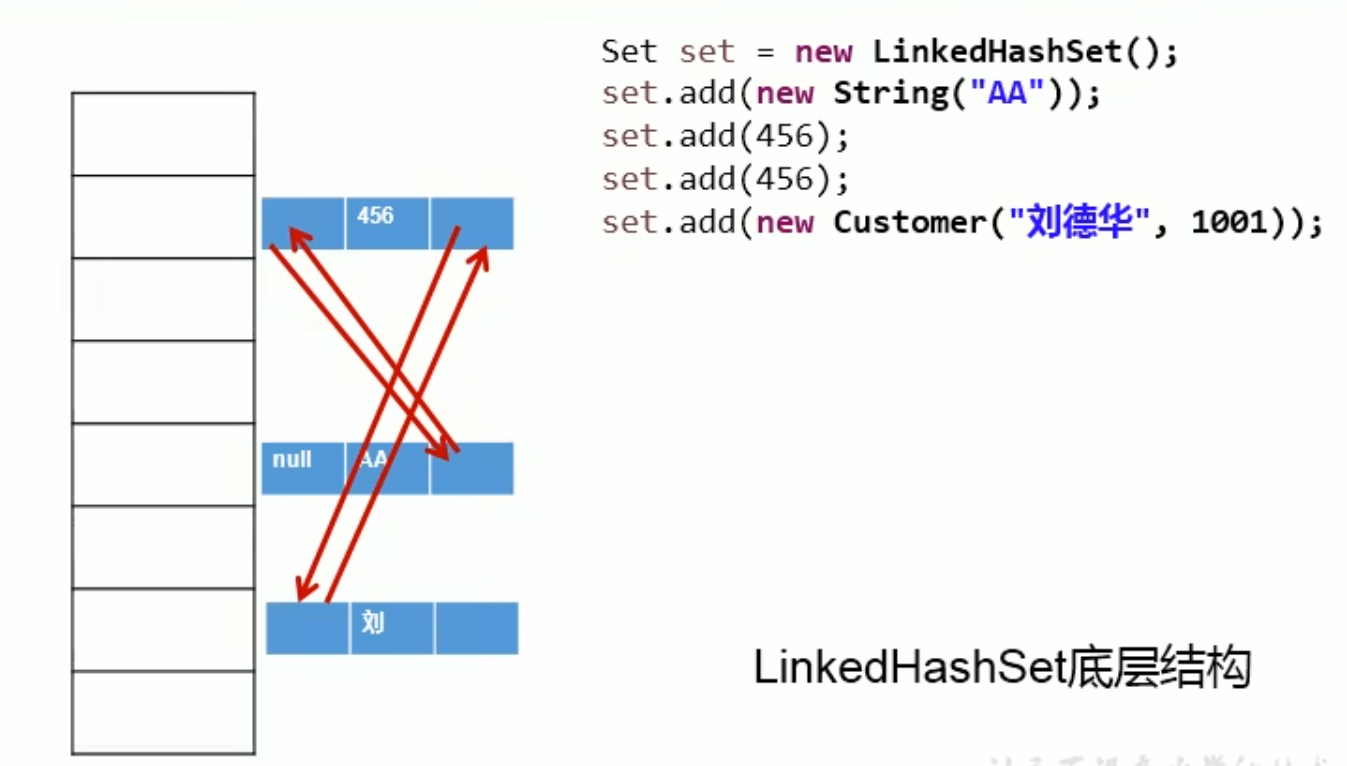 Set set = new LinkedHashSet();
set.add(new String("AA"));
set.add(456);
set.add(456);
set.add(new Customer("刘德华", 1001));
456
null AA
刘
LinkedHashSet底层结构